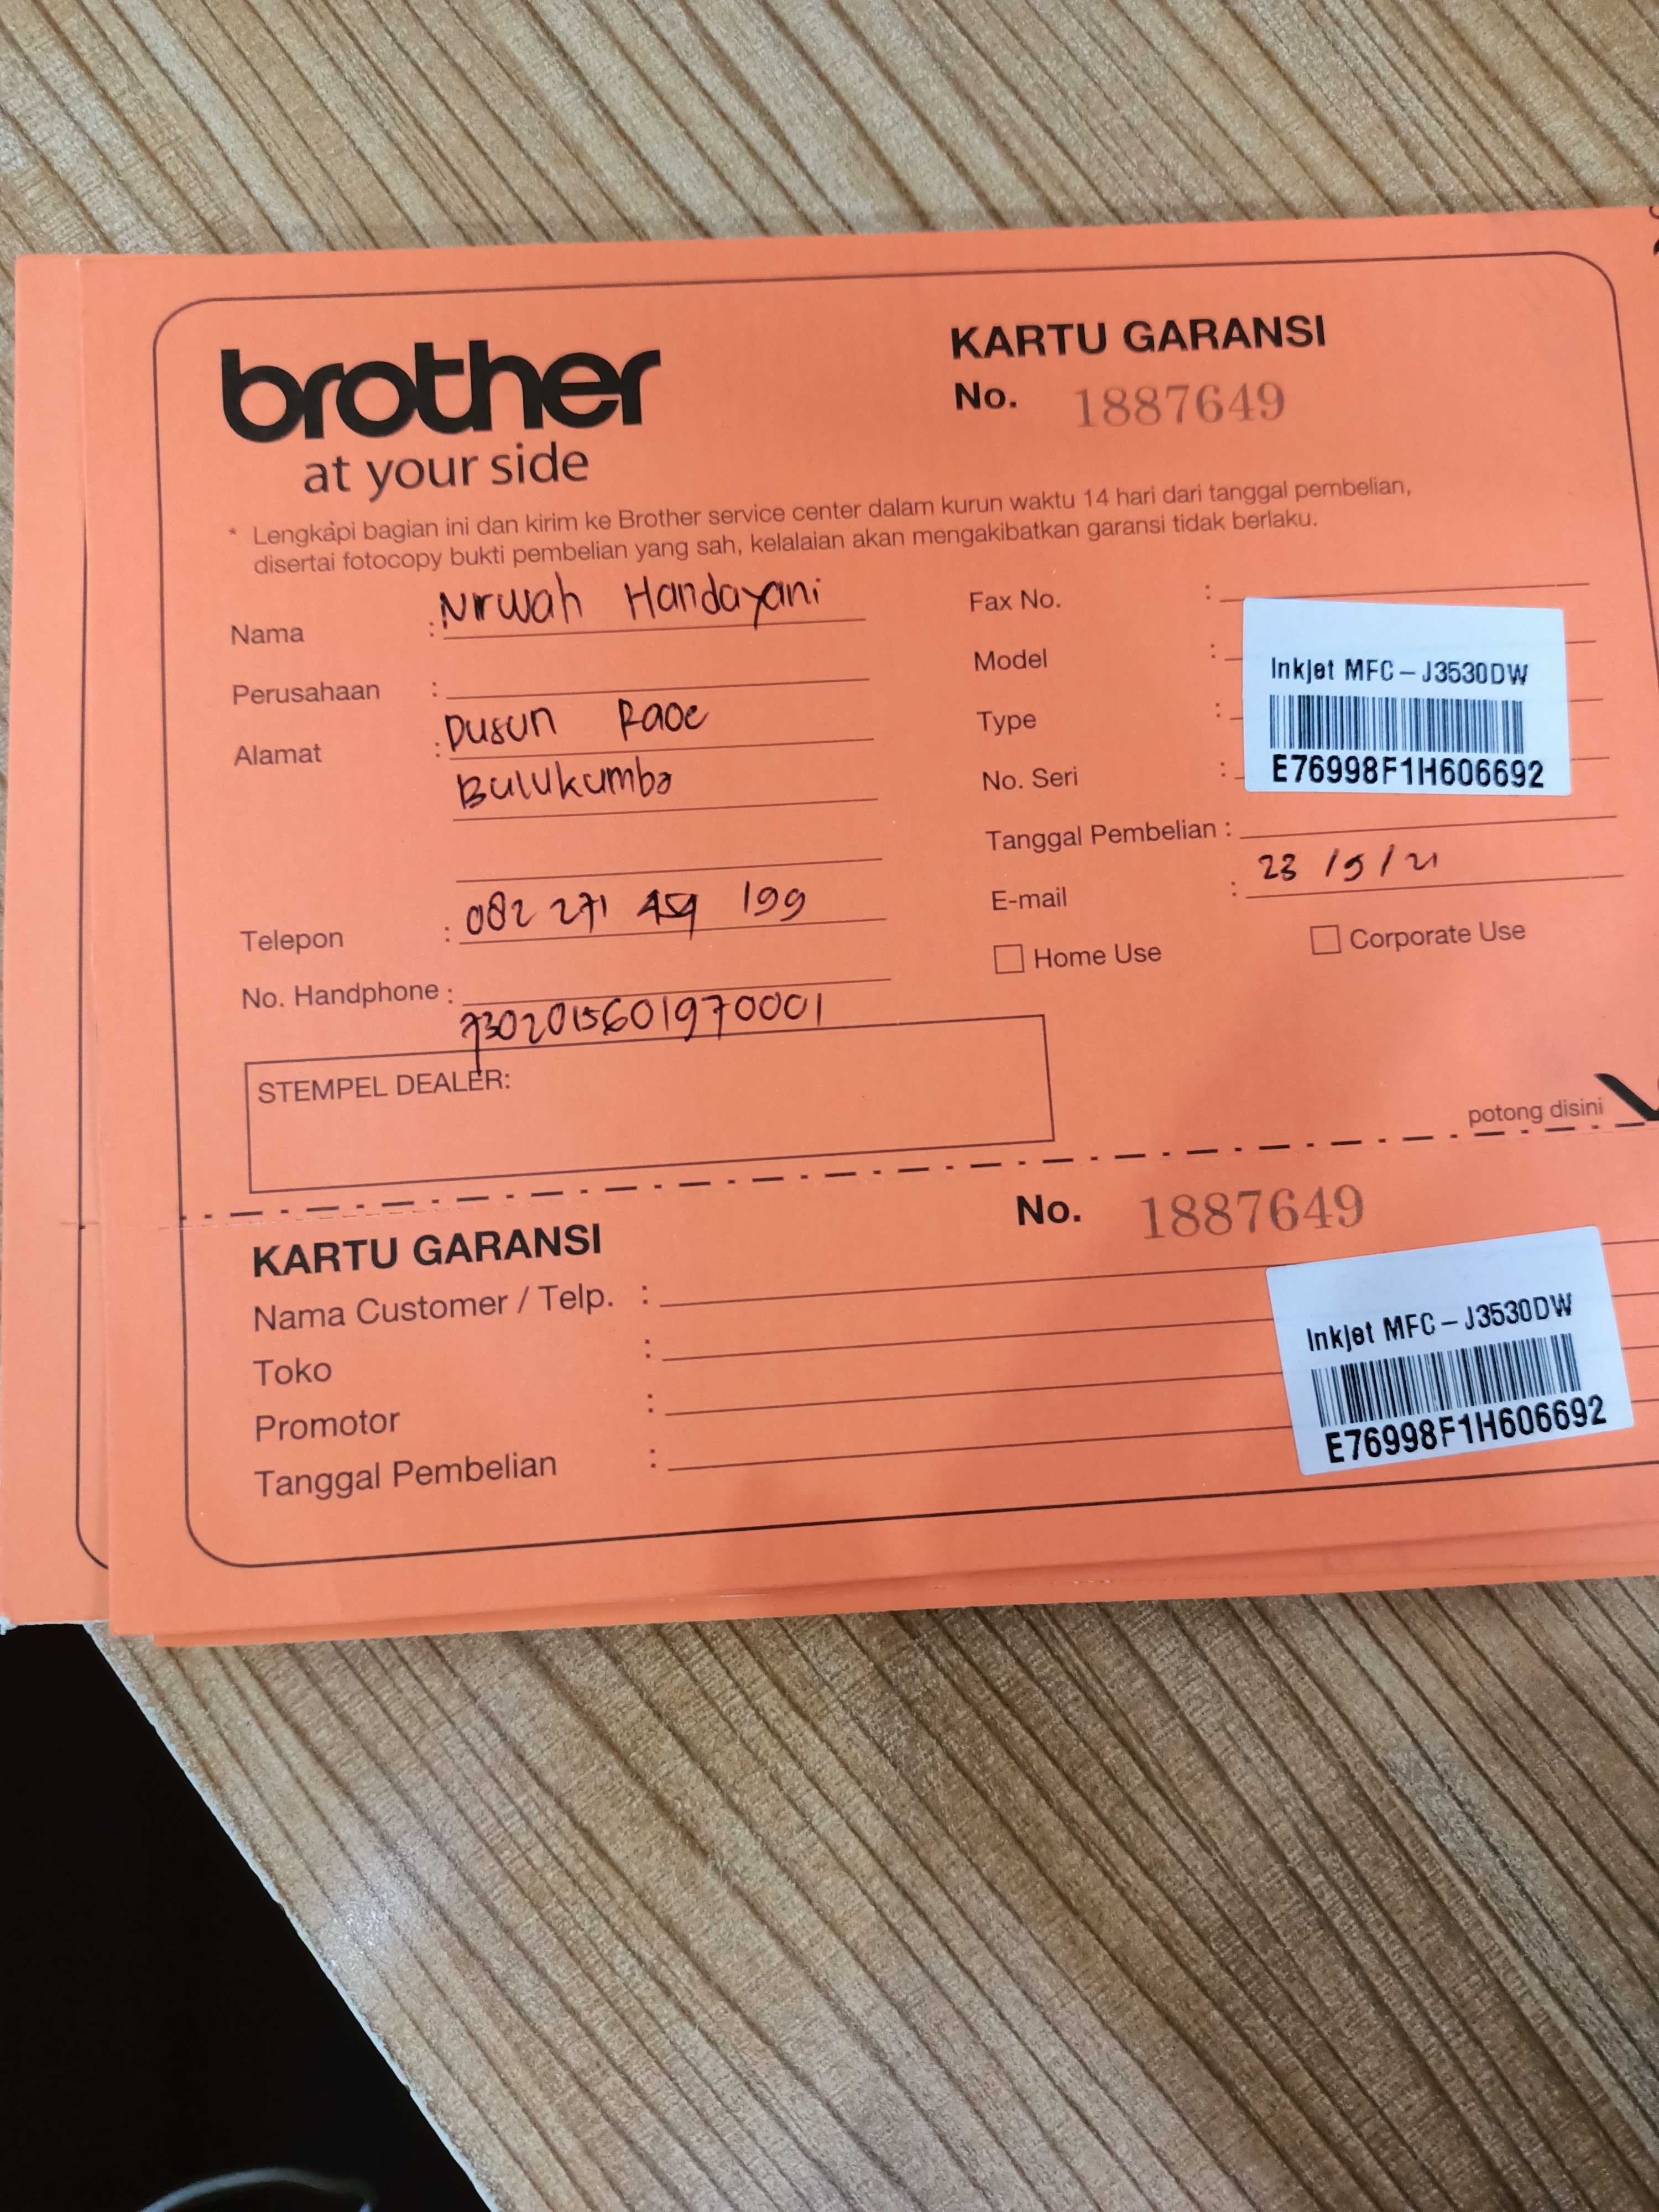 brother
at your side
KARTU GARANSI
No. 1887649
* Lengkapi bagian ini dan kirim ke Brother service center dalam kurun waktu 14 hari dari tanggal pembelian,
disertai fotocopy bukti pembelian yang sah, kelalaian akan mengakibatkan garansi tidak berlaku.
Nama : Nirwah Handayani
Perusahaan :
Alamat : Dusun Raoe
Bulukumba
Telepon : 082 271 459 199
No. Handphone :
7302015601970001
STEMPEL DEALER:
Fax No. :
Model :
Type :
No. Seri :
Inkjet MFC-J3530DW
E76998F1H606692
Tanggal Pembelian :
E-mail : 23 /5/ 21
Home Use
Corporate Use
potong disini
KARTU GARANSI
No. 1887649
Nama Customer / Telp. :
Toko :
Promotor :
Tanggal Pembelian :
Inkjet MFC-J3530DW
E76998F1H606692